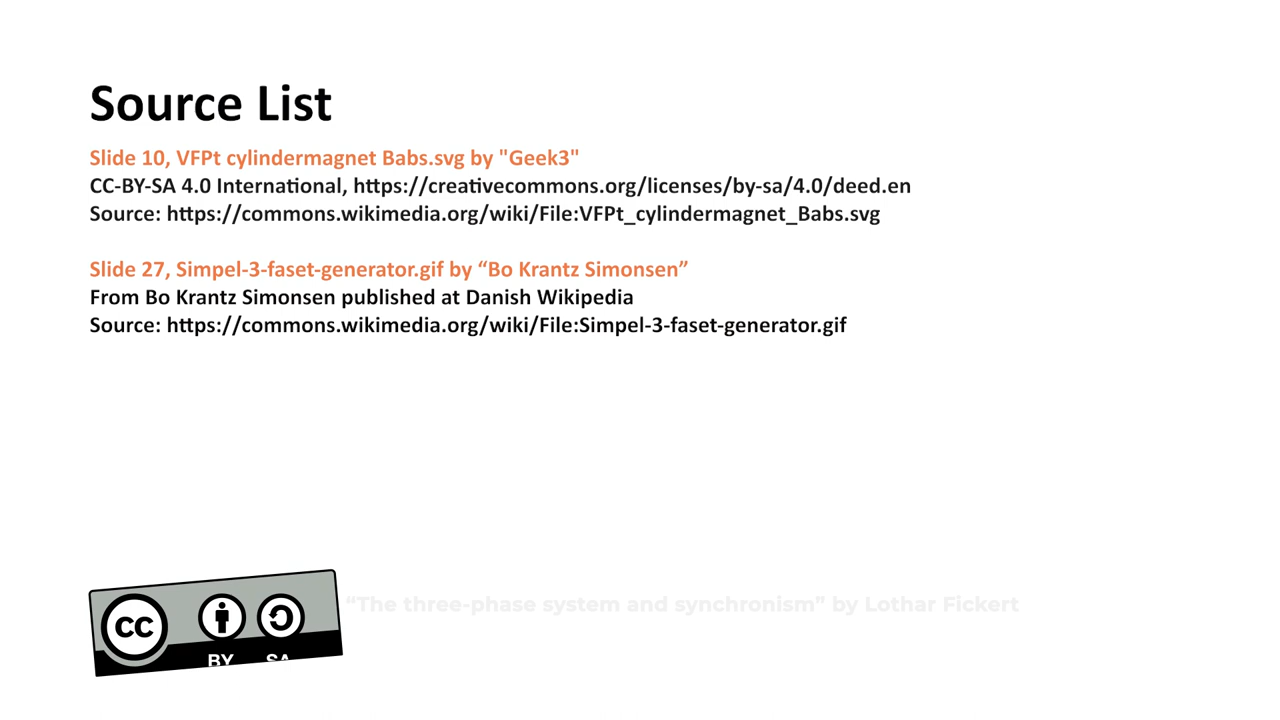 Source List
Slide 10, VFPt cylindermagnet Babs.svg by "Geek3"
CC-BY-SA 4.0 International, https://creativecommons.org/licenses/by-sa/4.0/deed.en
Source: https://commons.wikimedia.org/wiki/File:VFPt_cylindermagnet_Babs.svg
Slide 27, Simpel-3-faset-generator.gif by “Bo Krantz Simonsen”
From Bo Krantz Simonsen published at Danish Wikipedia
Source: https://commons.wikimedia.org/wiki/File:Simpel-3-faset-generator.gif
“The three-phase system and synchronism” by Lothar Fickert
CC
BY SA